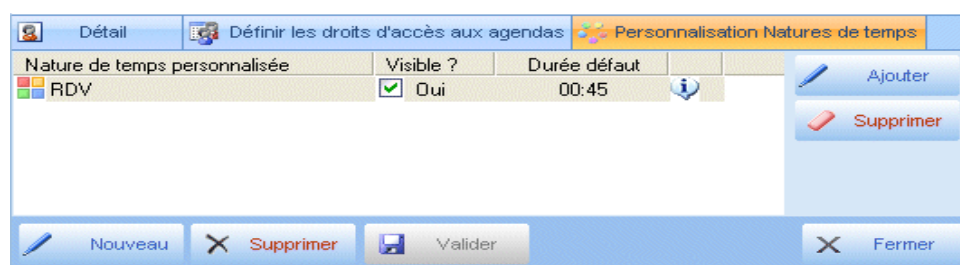 Détail Définir les droits d'accès aux agendas Personnalisation Natures de temps
Nature de temps personnalisée Visible ? Durée défaut
Ajouter
RDV Oui 00:45
Supprimer
Nouveau Supprimer Valider Fermer